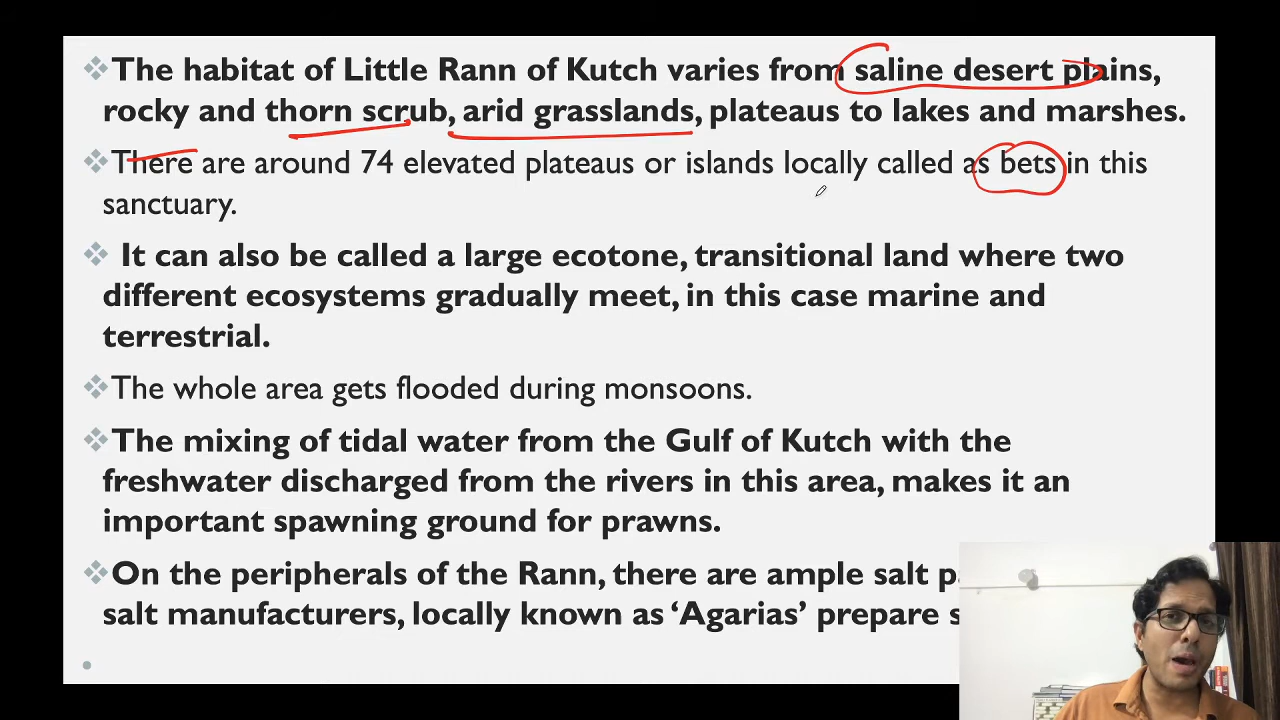 The habitat of Little Rann of Kutch varies from saline desert plains,
rocky and thorn scrub, arid grasslands, plateaus to lakes and marshes.
There are around 74 elevated plateaus or islands locally called as bets in this
sanctuary.
It can also be called a large ecotone, transitional land where two
different ecosystems gradually meet, in this case marine and
terrestrial.
The whole area gets flooded during monsoons.
The mixing of tidal water from the Gulf of Kutch with the
freshwater discharged from the rivers in this area, makes it an
important spawning ground for prawns.
On the peripherals of the Rann, there are ample salt
salt manufacturers, locally known as ‘Agarias’ prepare